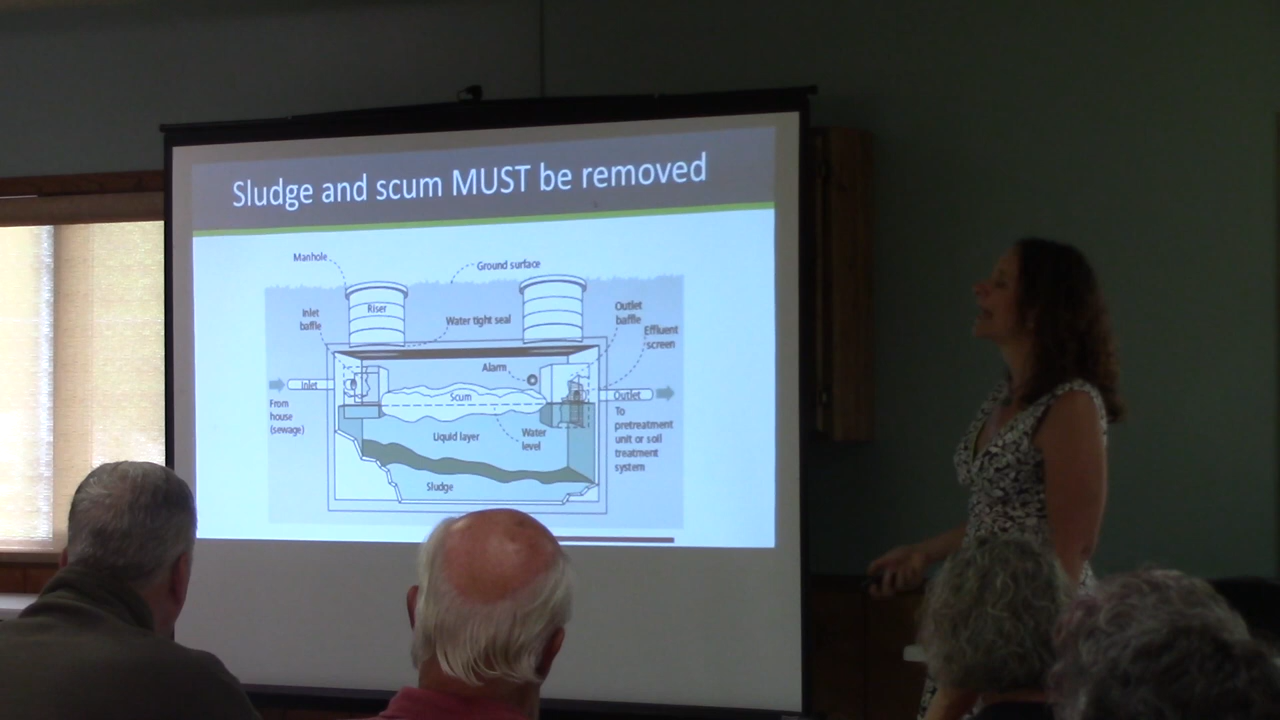 Sludge and scum MUST be removed
Manhole
Ground surface
Riser
Inlet
baffle
Water tight seal
Outlet
baffle
Effluent
screen
Alarm
Inlet
Scum
Outlet
From
house
(sewage)
Liquid layer
Water
level
To
pretreatment
unit or soil
treatment
system
Sludge